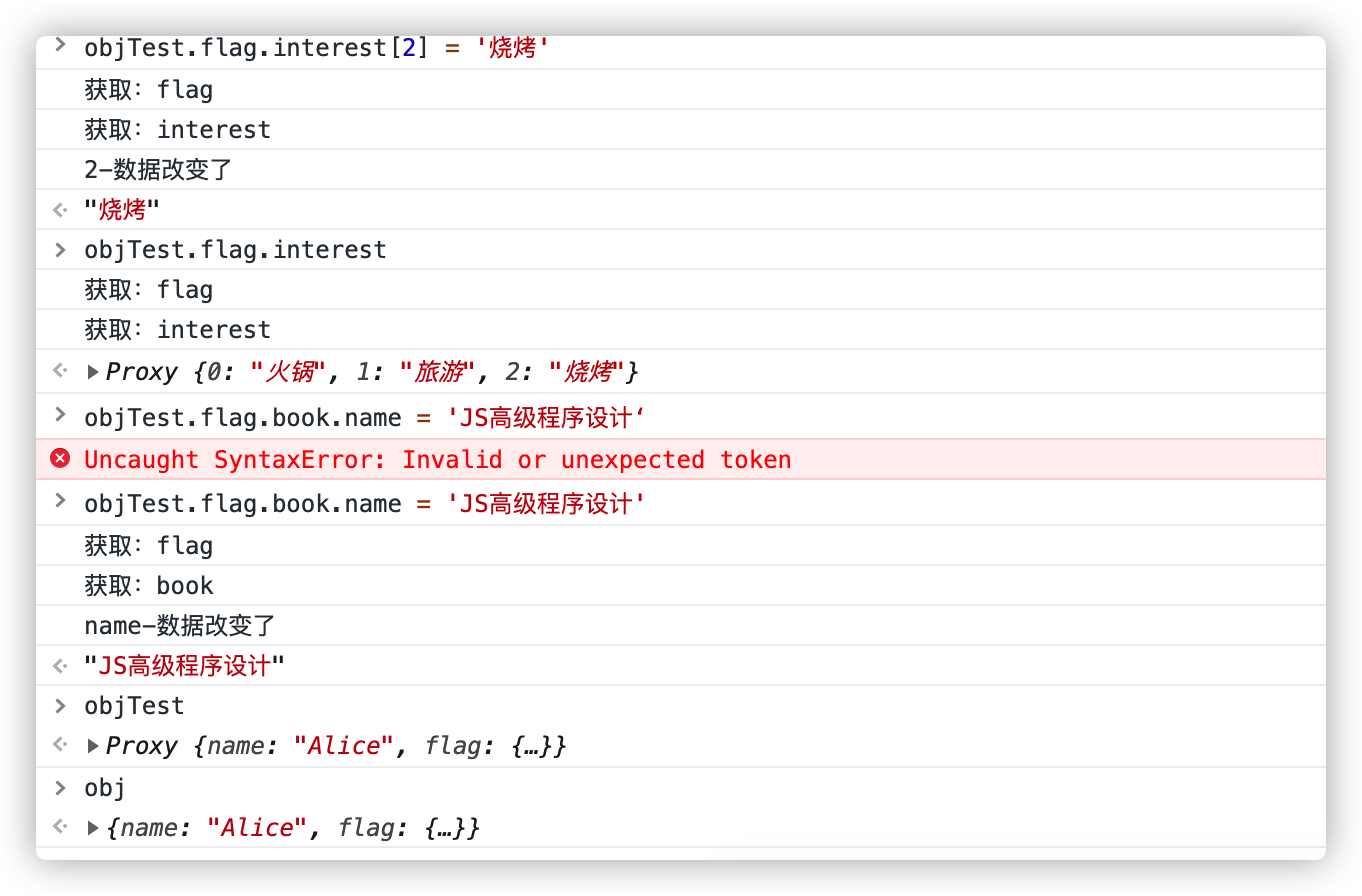 objTest.flag.interest[2] = '烧烤'
获取：flag
获取：interest
2-数据改变了
"烧烤"
objTest.flag.interest
获取：flag
获取：interest
Proxy {0: "火锅", 1: "旅游", 2: "烧烤"}
objTest.flag.book.name = 'JS高级程序设计‘
Uncaught SyntaxError: Invalid or unexpected token
objTest.flag.book.name = 'JS高级程序设计'
获取：flag
获取：book
name-数据改变了
"JS高级程序设计"
objTest
Proxy {name: "Alice", flag: {…}}
obj
{name: "Alice", flag: {…}}